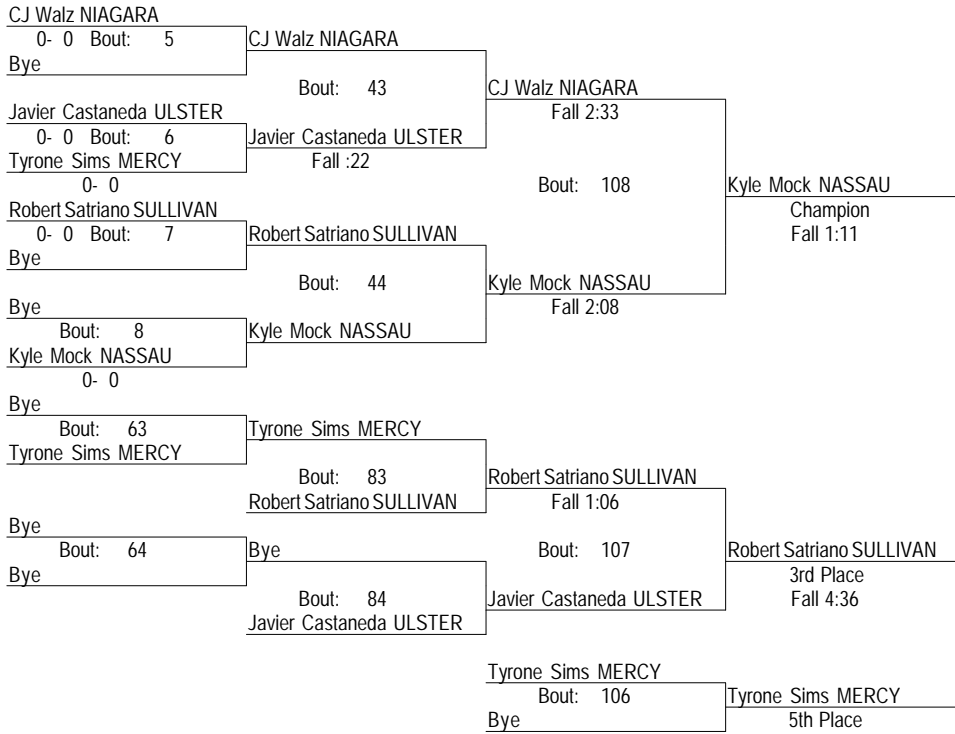 CJ Walz NIAGARA
0- 0 Bout: 5
CJ Walz NIAGARA
Bye
Bout: 43
CJ Walz NIAGARA
Javier Castaneda ULSTER
Fall 2:33
0- 0 Bout: 6
Javier Castaneda ULSTER
Tyrone Sims MERCY
Fall :22
0- 0
Bout: 108
Kyle Mock NASSAU
Robert Satriano SULLIVAN
Champion
0- 0 Bout: 7
Robert Satriano SULLIVAN
Fall 1:11
Bye
Bout: 44
Kyle Mock NASSAU
Bye
Fall 2:08
Bout: 8
Kyle Mock NASSAU
Kyle Mock NASSAU
0- 0
Bye
Bout: 63
Tyrone Sims MERCY
Tyrone Sims MERCY
Bout: 83
Robert Satriano SULLIVAN
Robert Satriano SULLIVAN
Fall 1:06
Bye
Bout: 64
Bye
Bout: 107
Robert Satriano SULLIVAN
Bye
3rd Place
Bout: 84
Javier Castaneda ULSTER
Fall 4:36
Javier Castaneda ULSTER
Tyrone Sims MERCY
Bout: 106
Tyrone Sims MERCY
Bye
5th Place